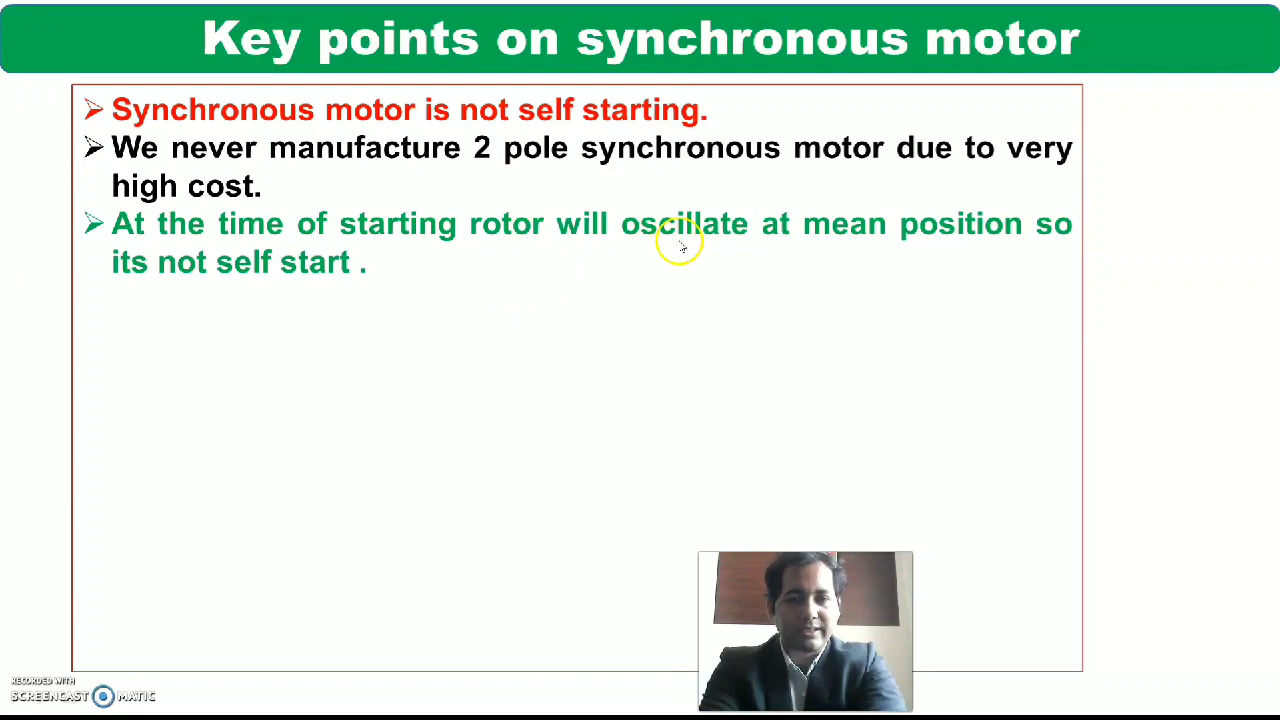 Key points on synchronous motor
➢ Synchronous motor is not self starting.
➢ We never manufacture 2 pole synchronous motor due to very
high cost.
➢ At the time of starting rotor will oscillate at mean position so
its not self start .
RECORDED WITH
SCREENCAST MATIC